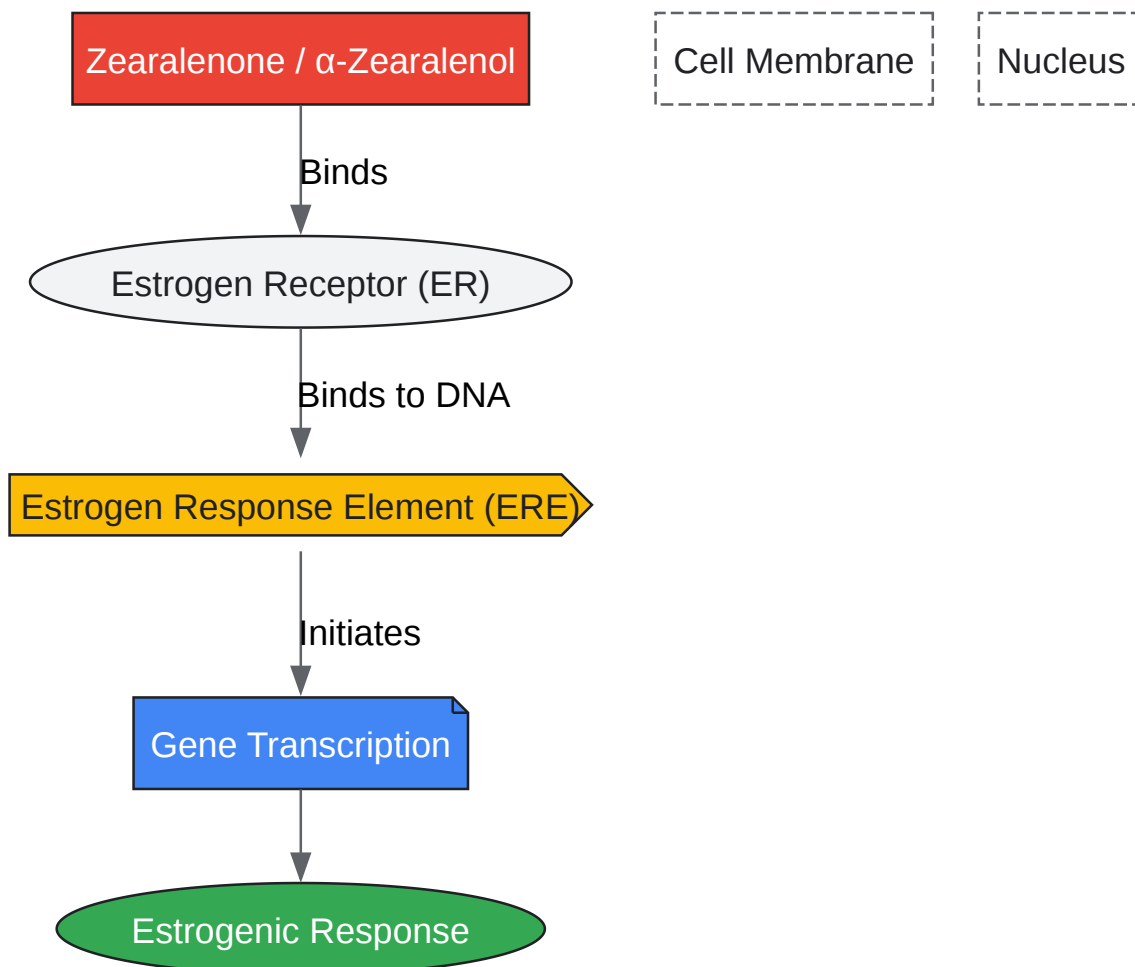 Zearalenone / α-Zearalenol
Cell Membrane
Nucleus
Binds
Estrogen Receptor (ER)
Binds to DNA
Estrogen Response Element (ERE)
Initiates
Gene Transcription
Estrogenic Response